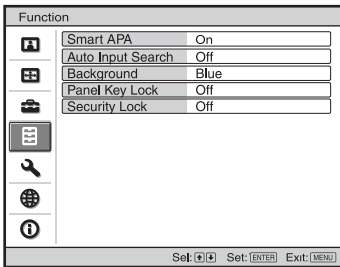 Function
Smart APA On
Auto Input Search Off
Background Blue
Panel Key Lock Off
Security Lock Off
Sel: Set: ENTER Exit: MENU